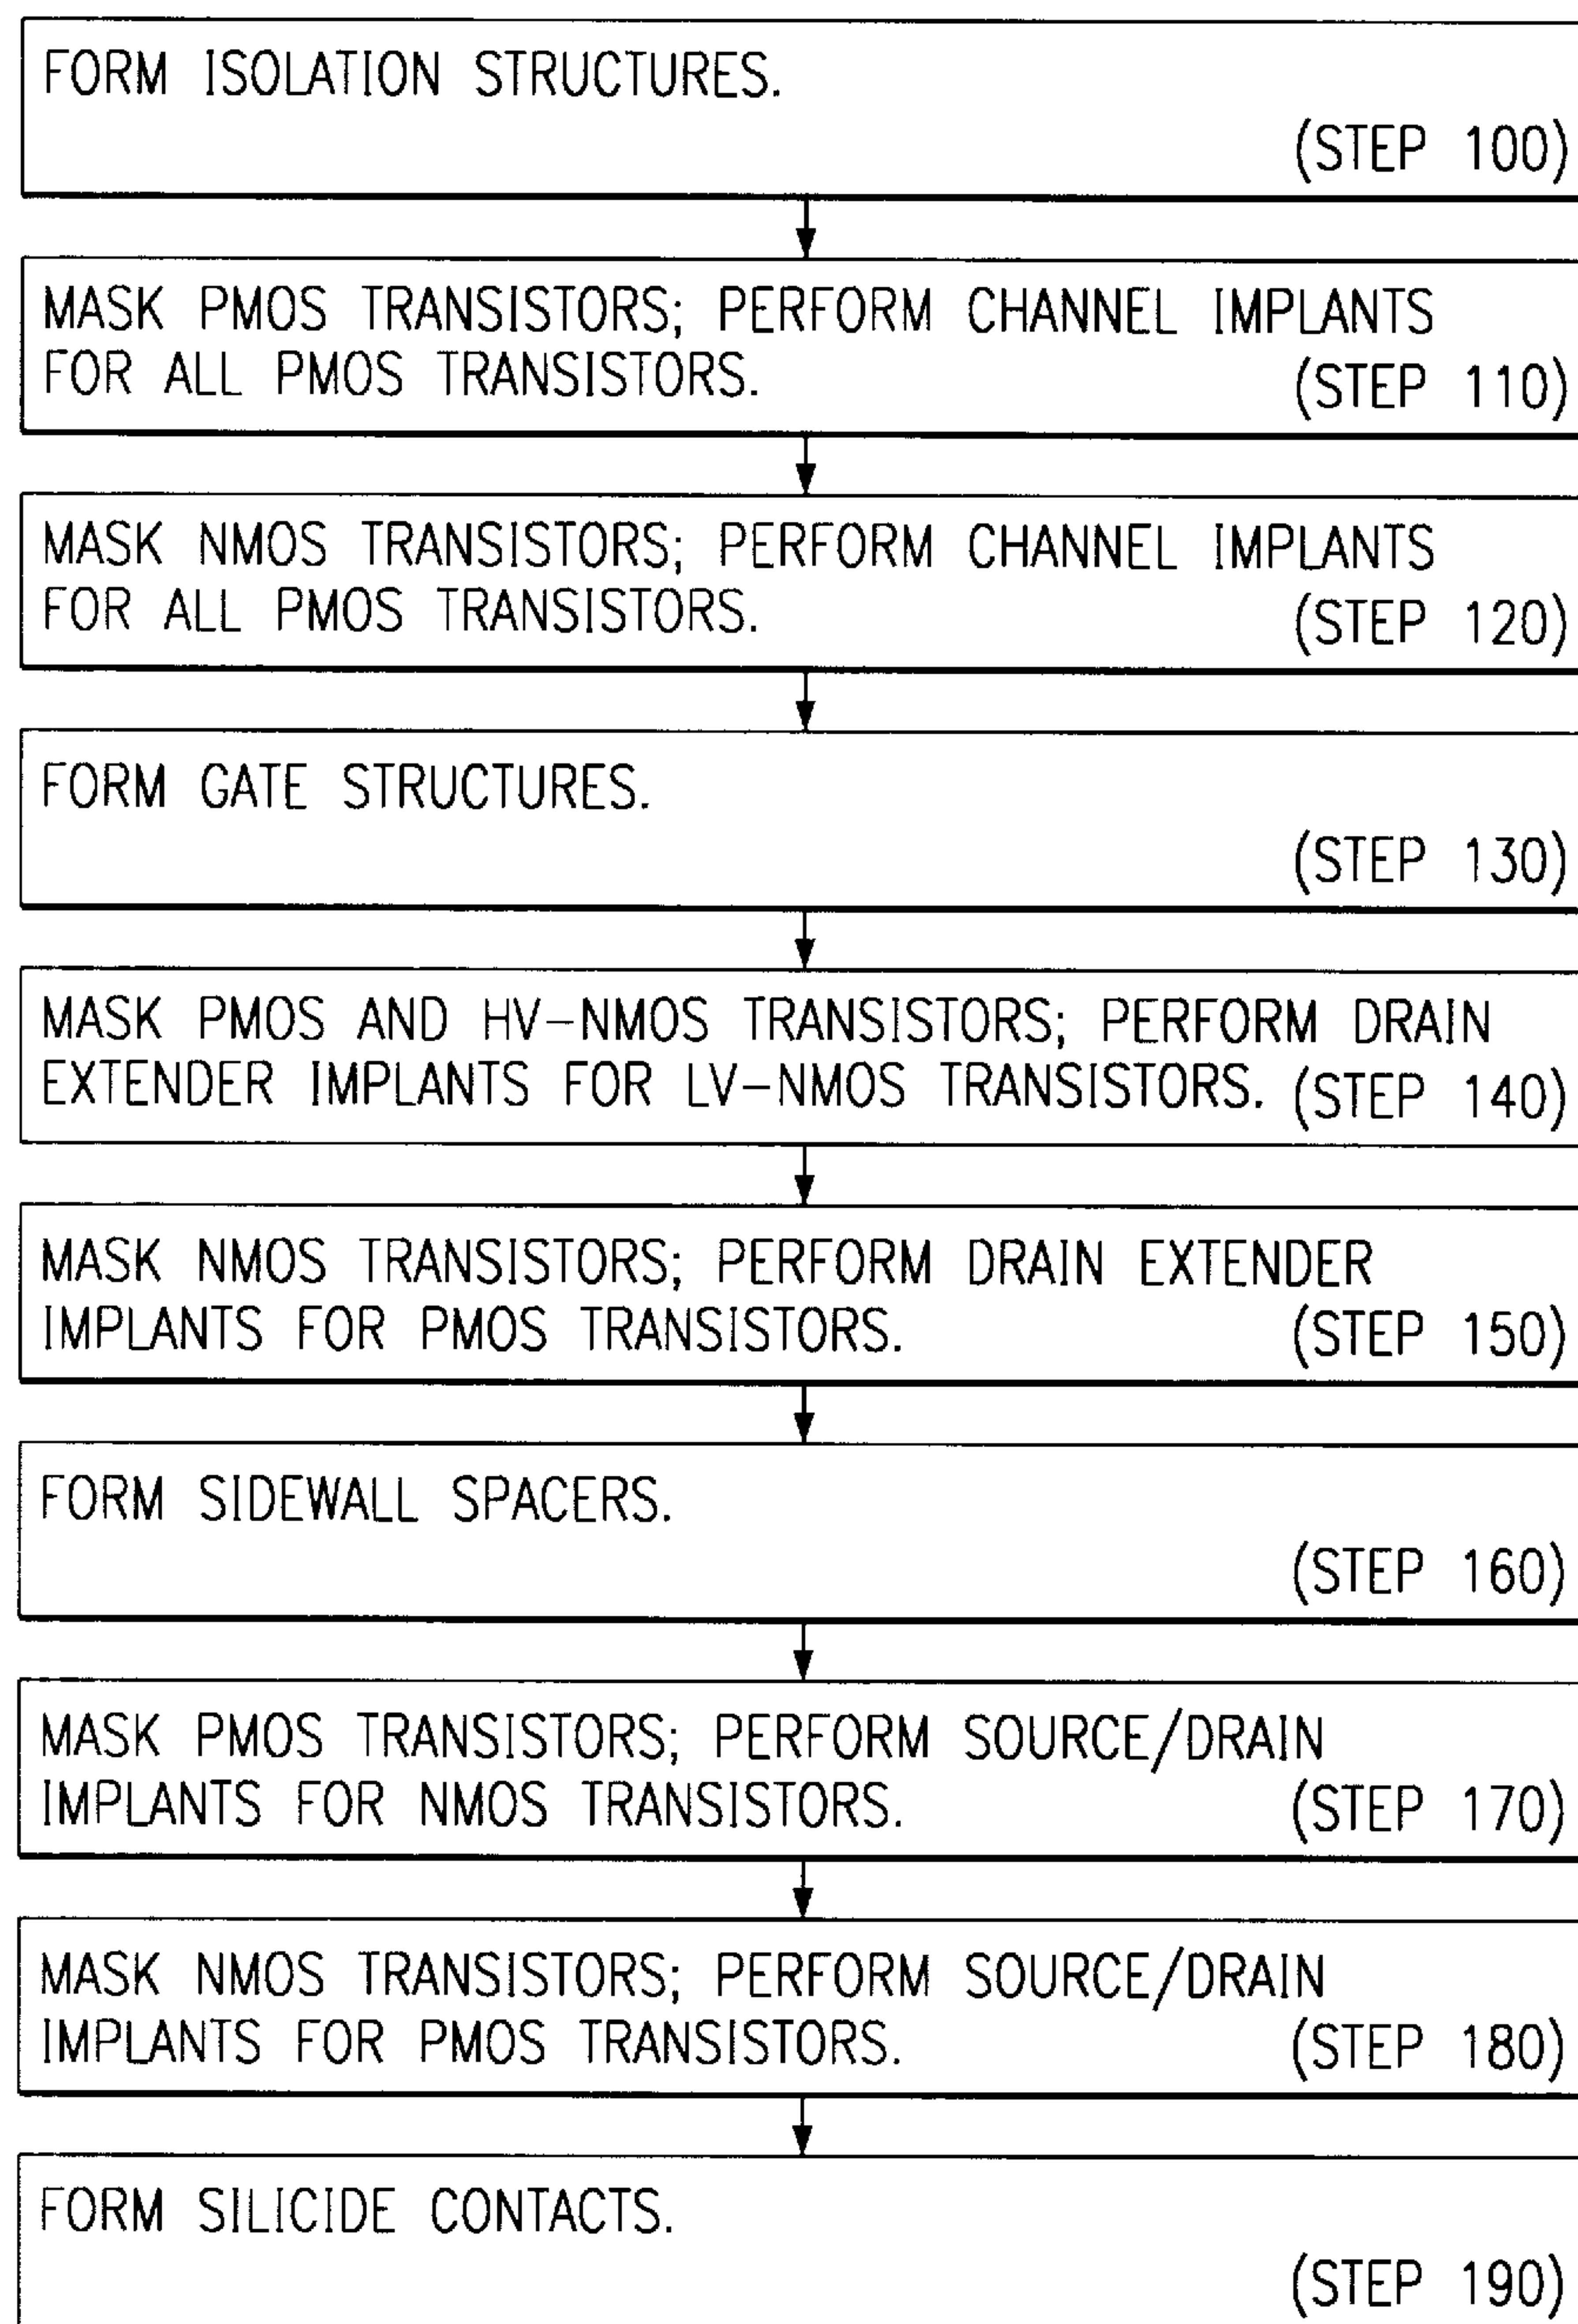 FORM ISOLATION STRUCTURES.
(STEP 100)
MASK PMOS TRANSISTORS; PERFORM CHANNEL IMPLANTS
FOR ALL PMOS TRANSISTORS. (STEP 110)
MASK NMOS TRANSISTORS; PERFORM CHANNEL IMPLANTS
FOR ALL PMOS TRANSISTORS. (STEP 120)
FORM GATE STRUCTURES.
(STEP 130)
MASK PMOS AND HV-NMOS TRANSISTORS; PERFORM DRAIN
EXTENDER IMPLANTS FOR LV-NMOS TRANSISTORS. (STEP 140)
MASK NMOS TRANSISTORS; PERFORM DRAIN EXTENDER
IMPLANTS FOR PMOS TRANSISTORS. (STEP 150)
FORM SIDEWALL SPACERS.
(STEP 160)
MASK PMOS TRANSISTORS; PERFORM SOURCE/DRAIN
IMPLANTS FOR NMOS TRANSISTORS. (STEP 170)
MASK NMOS TRANSISTORS; PERFORM SOURCE/DRAIN
IMPLANTS FOR PMOS TRANSISTORS. (STEP 180)
FORM SILICIDE CONTACTS.
(STEP 190)